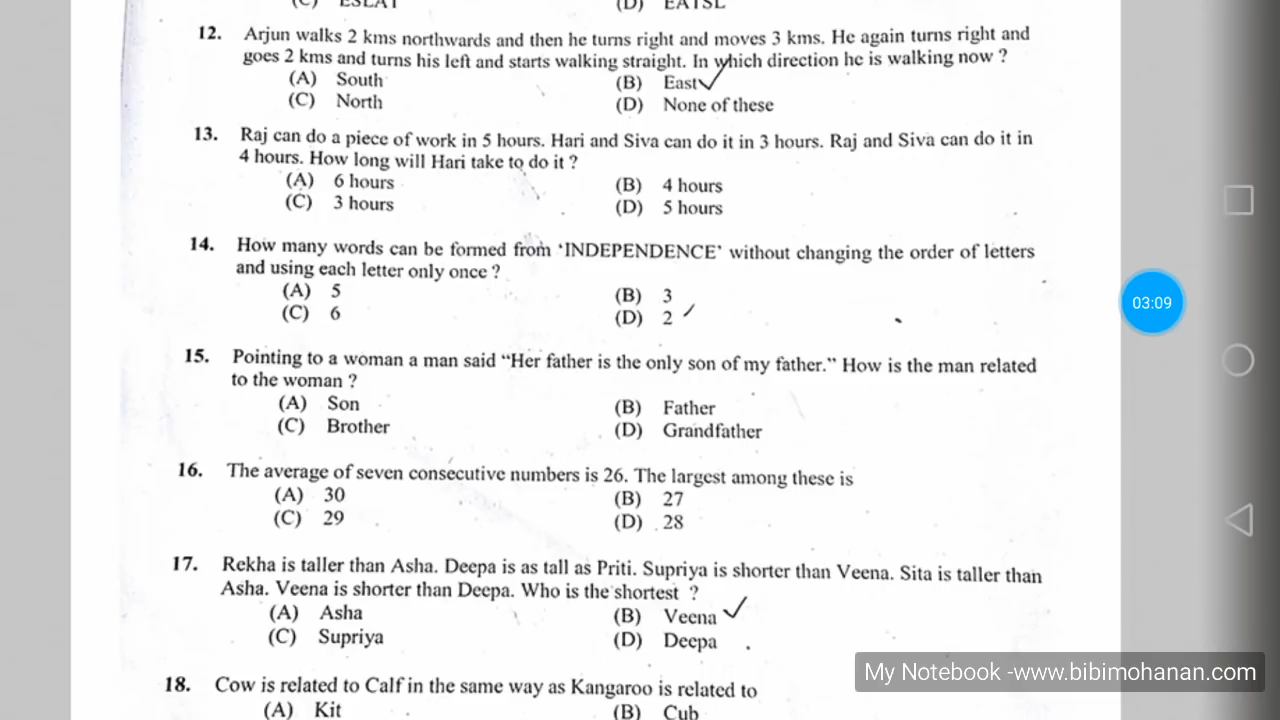 (C) ESLAT (D) EATSL
12. Arjun walks 2 kms northwards and then he turns right and moves 3 kms. He again turns right and
goes 2 kms and turns his left and starts walking straight. In which direction he is walking now ?
(A) South (B) East
(C) North (D) None of these
13. Raj can do a piece of work in 5 hours. Hari and Siva can do it in 3 hours. Raj and Siva can do it in
4 hours. How long will Hari take to do it ?
(A) 6 hours (B) 4 hours
(C) 3 hours (D) 5 hours
14. How many words can be formed from ‘INDEPENDENCE’ without changing the order of letters
and using each letter only once ?
(A) 5 (B) 3
(C) 6 (D) 2
03:09
15. Pointing to a woman a man said “Her father is the only son of my father.” How is the man related
to the woman ?
(A) Son (B) Father
(C) Brother (D) Grandfather
16. The average of seven consecutive numbers is 26. The largest among these is
(A) 30 (B) 27
(C) 29 (D) 28
17. Rekha is taller than Asha. Deepa is as tall as Priti. Supriya is shorter than Veena. Sita is taller than
Asha. Veena is shorter than Deepa. Who is the shortest ?
(A) Asha (B) Veena
(C) Supriya (D) Deepa
My Notebook -www.bibimohanan.com
18. Cow is related to Calf in the same way as Kangaroo is related to
(A) Kit (B) Cub